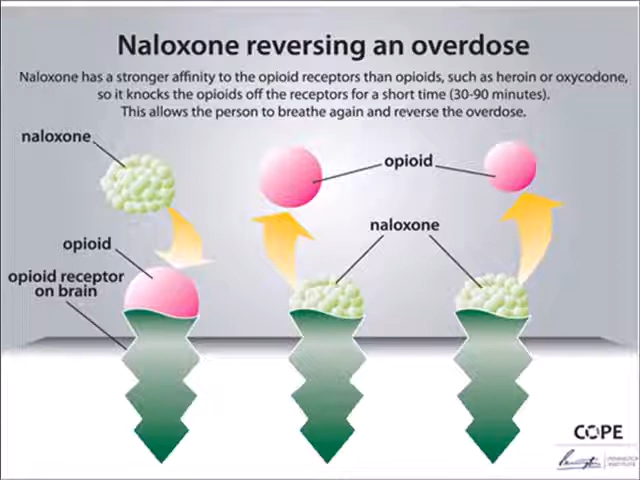 Naloxone reversing an overdose
Naloxone has a stronger affinity to the opioid receptors than opioids, such as heroin or oxycodone,
so it knocks the opioids off the receptors for a short time (30-90 minutes).
This allows the person to breathe again and reverse the overdose.
naloxone
opioid
naloxone
opioid
opioid receptor
on brain
COPE